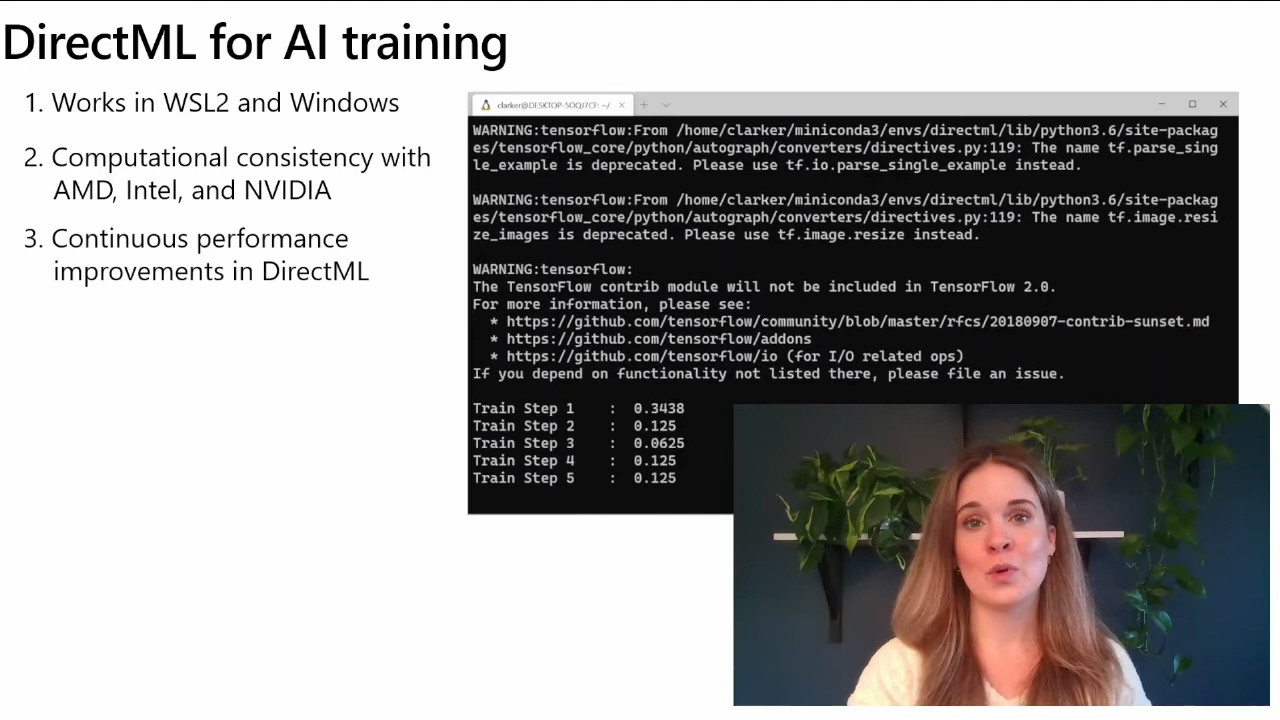 DirectML for AI training
1. Works in WSL2 and Windows
2. Computational consistency with
AMD, Intel, and NVIDIA
3. Continuous performance
improvements in DirectML
clarker@DESKTOP-5OQJ7CF: ~/
WARNING:tensorflow:From /home/clarker/miniconda3/envs/directml/lib/python3.6/site-packag
es/tensorflow_core/python/autograph/converters/directives.py:119: The name tf.parse_sing
le_example is deprecated. Please use tf.io.parse_single_example instead.
WARNING:tensorflow:From /home/clarker/miniconda3/envs/directml/lib/python3.6/site-packag
es/tensorflow_core/python/autograph/converters/directives.py:119: The name tf.image.resi
ze_images is deprecated. Please use tf.image.resize instead.
WARNING:tensorflow:
The TensorFlow contrib module will not be included in TensorFlow 2.0.
For more information, please see:
* https://github.com/tensorflow/community/blob/master/rfcs/20180907-contrib-sunset.md
* https://github.com/tensorflow/addons
* https://github.com/tensorflow/io (for I/O related ops)
If you depend on functionality not listed there, please file an issue.
Train Step 1 : 0.3438
Train Step 2 : 0.125
Train Step 3 : 0.0625
Train Step 4 : 0.125
Train Step 5 : 0.125